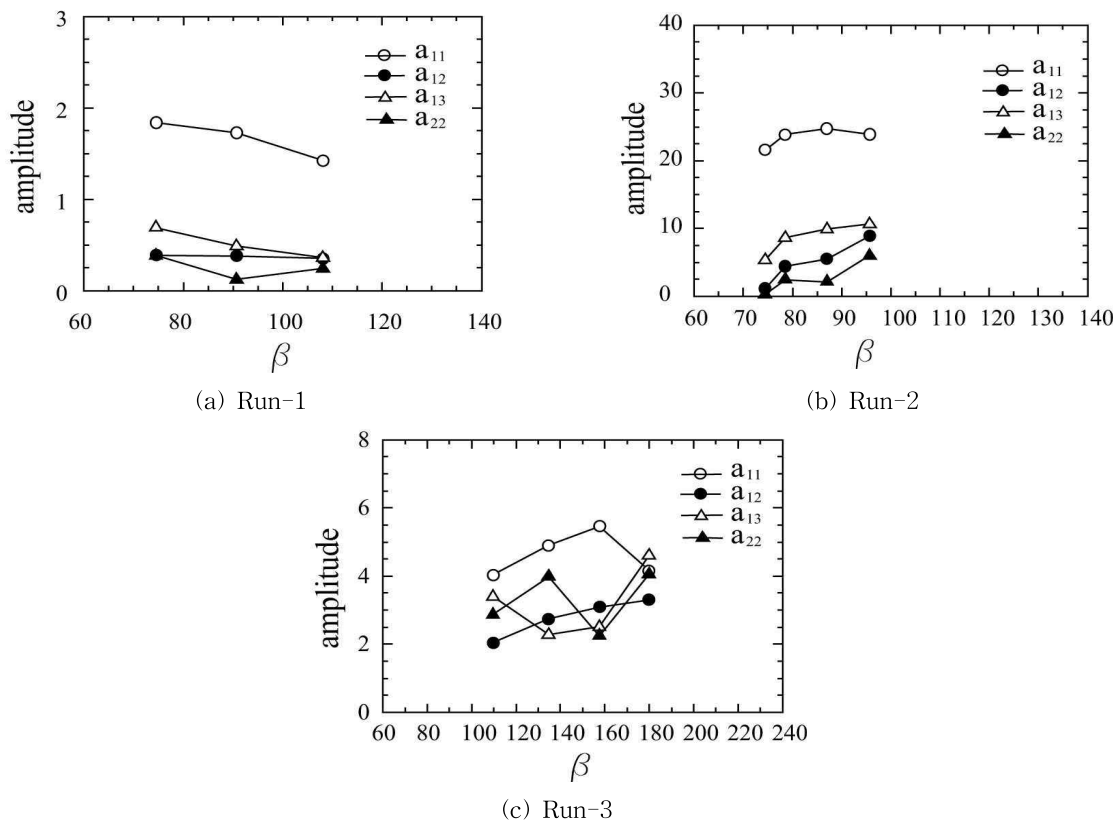 3
2
1
0
amplitude
60 80 100 120 140
β
a11
a12
a13
a22
(a) Run-1
40
30
20
10
0
amplitude
60 70 80 90 100 110 120 130 140
β
a11
a12
a13
a22
(b) Run-2
8
6
4
2
0
amplitude
60 80 100 120 140 160 180 200 220 240
β
a11
a12
a13
a22
(c) Run-3